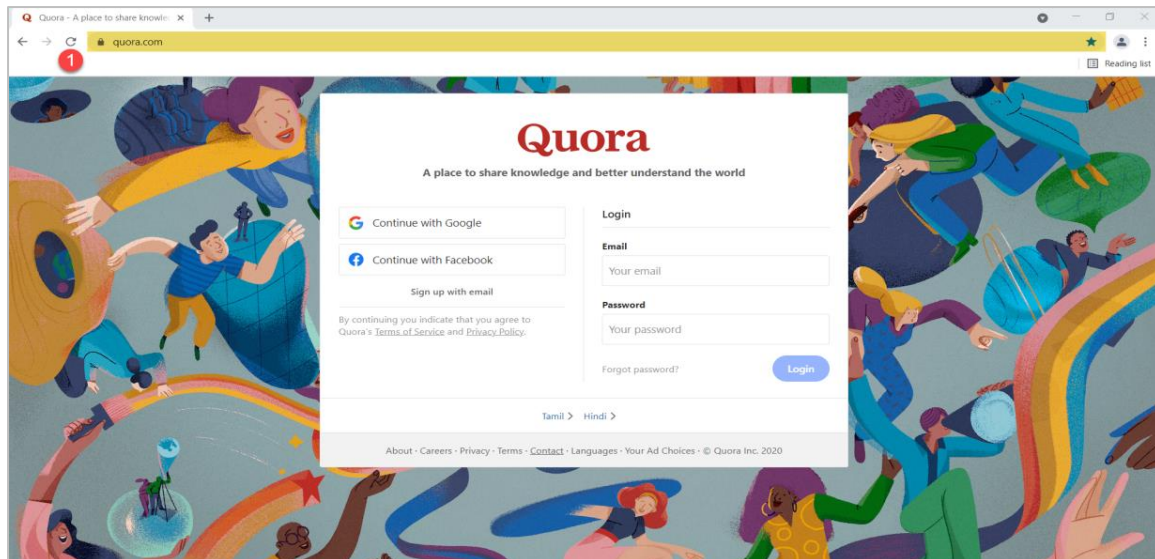 Quora - A place to share knowle
quora.com
1
Reading list
Quora
A place to share knowledge and better understand the world
Continue with Google
Continue with Facebook
Sign up with email
By continuing you indicate that you agree to
Quora's Terms of Service and Privacy Policy.
Login
Email
Your email
Password
Your password
Forgot password?
Login
Tamil > Hindi >
About · Careers · Privacy · Terms · Contact · Languages · Your Ad Choices · © Quora Inc. 2020